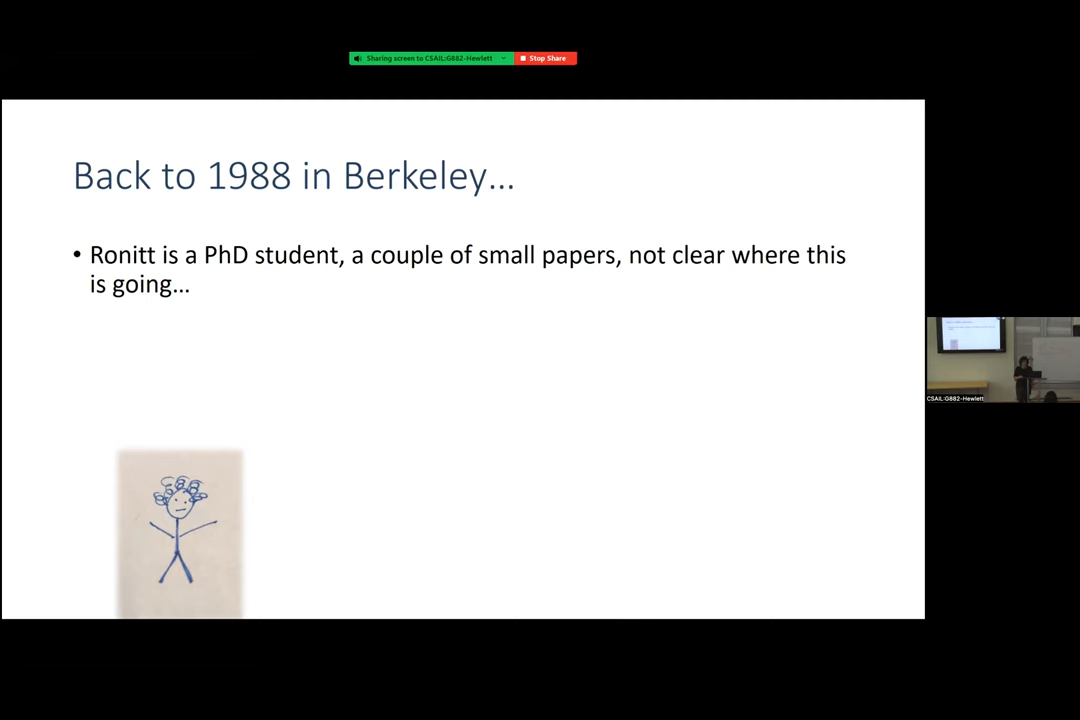 Sharing screen to CSAIL:G882-Hewlett
Stop Share
Back to 1988 in Berkeley...
• Ronitt is a PhD student, a couple of small papers, not clear where this
is going...
CSAIL:G882-Hewlett